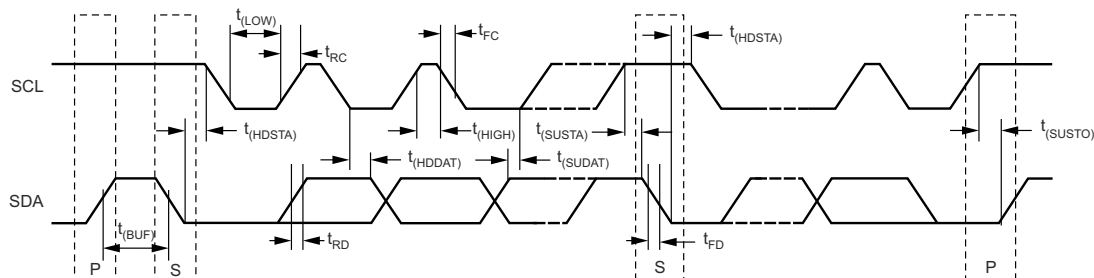 t(LOW)
tRC
tFC
t(HDSTA)
SCL
t(HDSTA)
t(HIGH)
t(SUSTA)
t(SUSTO)
t(HDDAT)
t(SUDAT)
SDA
t(BUF)
tRD
tFD
P
S
S
P